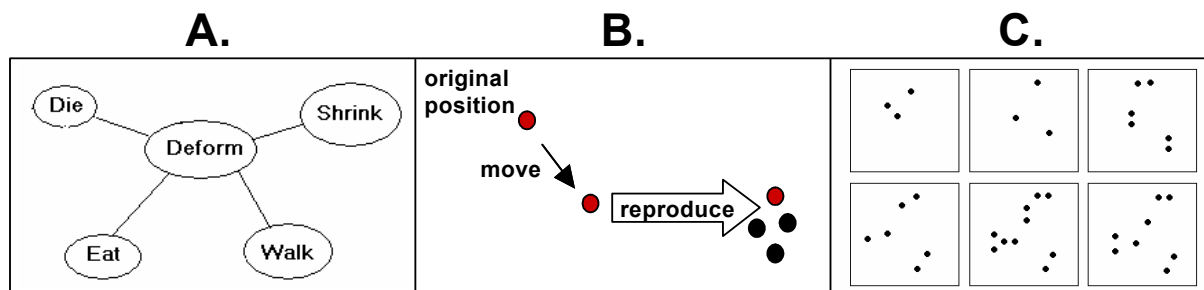 A.
B.
C.
Die
Shrink
Deform
Eat
Walk
original
position
move
reproduce